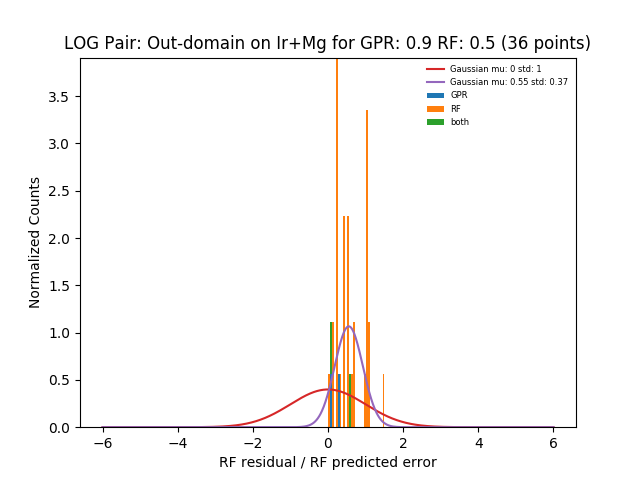 LOG Pair: Out-domain on Ir+Mg for GPR: 0.9 RF: 0.5 (36 points)
Gaussian mu: 0 std: 1
Gaussian mu: 0.55 std: 0.37
GPR
RF
both
Normalized Counts
3.5
3.0
2.5
2.0
1.5
1.0
0.5
0.0
−6 −4 −2 0 2 4 6
RF residual / RF predicted error